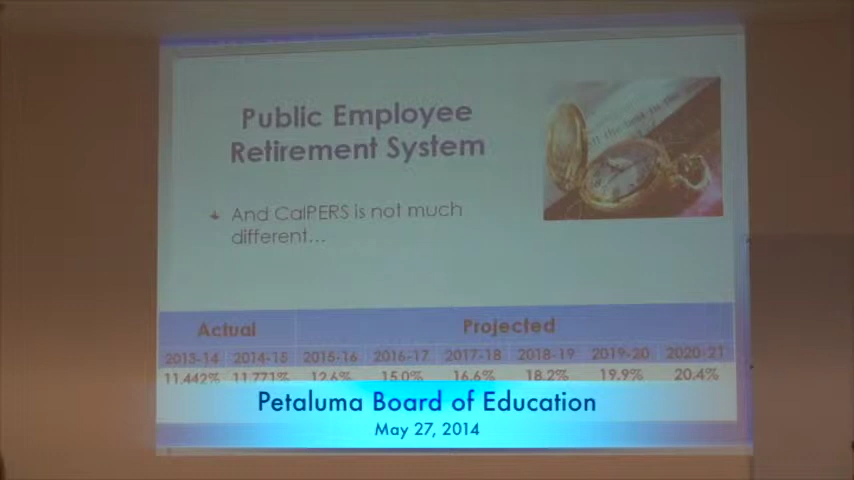 Public Employee
Retirement System
And CalPERS is not much
different...
Actual Projected
2013-14 2014-15 2015-16 2016-17 2017-18 2018-19 2019-20 2020-21
11.442% 11.771% 12.6% 15.0% 16.6% 18.2% 19.9% 20.4%
Petaluma Board of Education
May 27, 2014